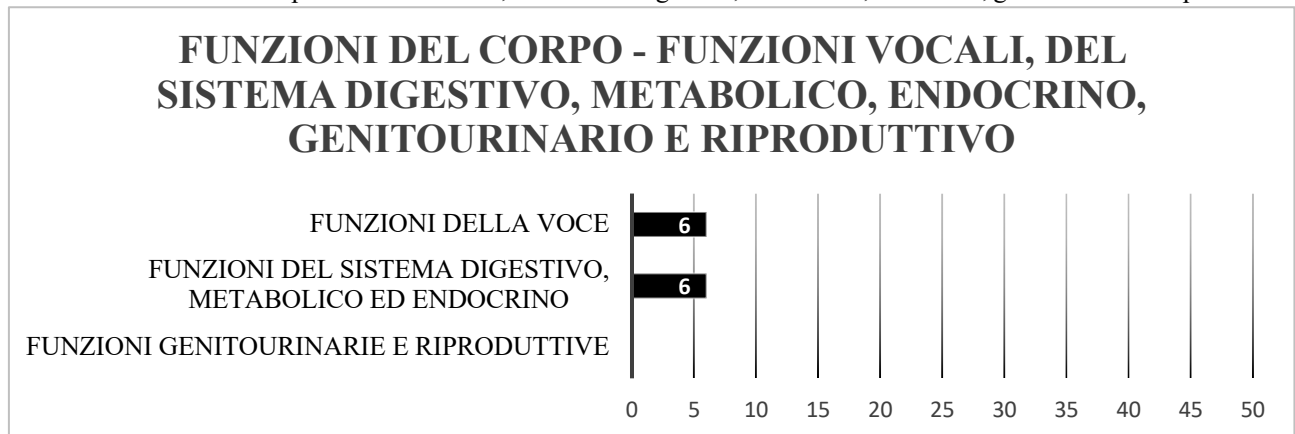 FUNZIONI DEL CORPO - FUNZIONI VOCALI, DEL
SISTEMA DIGESTIVO, METABOLICO, ENDOCRINO,
GENITOURINARIO E RIPRODUTTIVO
FUNZIONI DELLA VOCE
6
FUNZIONI DEL SISTEMA DIGESTIVO,
METABOLICO ED ENDOCRINO
6
FUNZIONI GENITOURINARIE E RIPRODUTTIVE
0 5 10 15 20 25 30 35 40 45 50